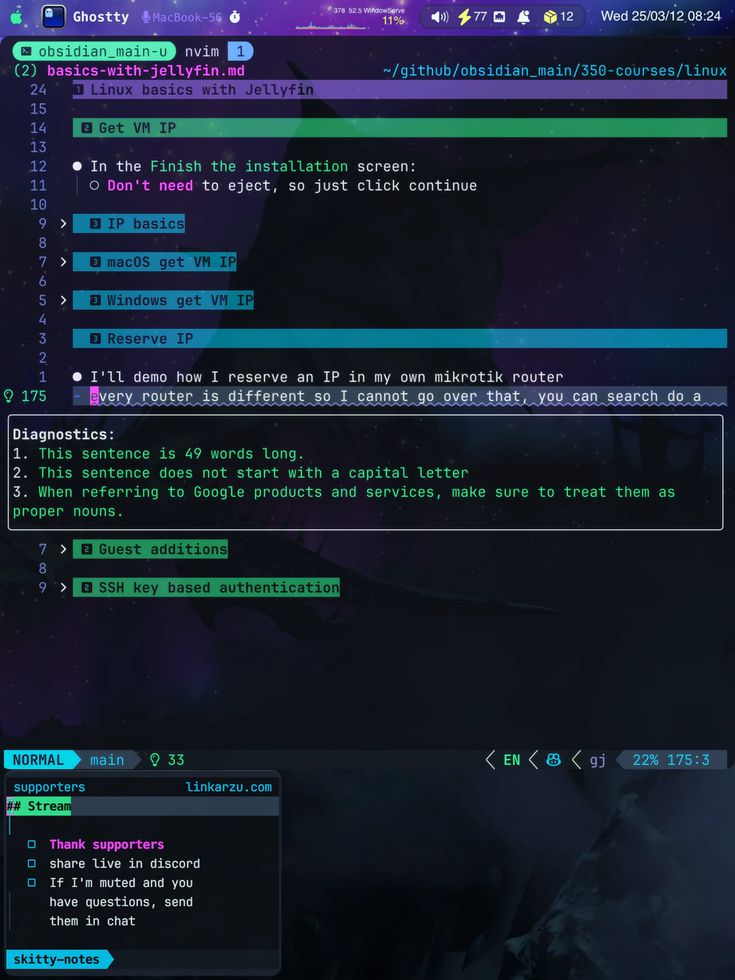 Ghostty MacBook-56 378 52.5 WindowServe 11% 77 12 Wed 25/03/12 08:24
obsidian_main-u nvim 1
(2) basics-with-jellyfin.md ~/github/obsidian_main/350-courses/linux
24 1 Linux basics with Jellyfin
15
14 2 Get VM IP
13
12 In the Finish the installation screen:
11 Don't need to eject, so just click continue
10
9 3 IP basics
8
7 3 macOS get VM IP
6
5 3 Windows get VM IP
4
3 3 Reserve IP
2
1 I'll demo how I reserve an IP in my own mikrotik router
175 - every router is different so I cannot go over that, you can search do a
Diagnostics:
1. This sentence is 49 words long.
2. This sentence does not start with a capital letter
3. When referring to Google products and services, make sure to treat them as
proper nouns.
7 2 Guest additions
8
9 2 SSH key based authentication
NORMAL main 33 EN gj 22% 175:3
supporters linkarzu.com
## Stream
Thank supporters
share live in discord
If I'm muted and you
have questions, send
them in chat
skitty-notes